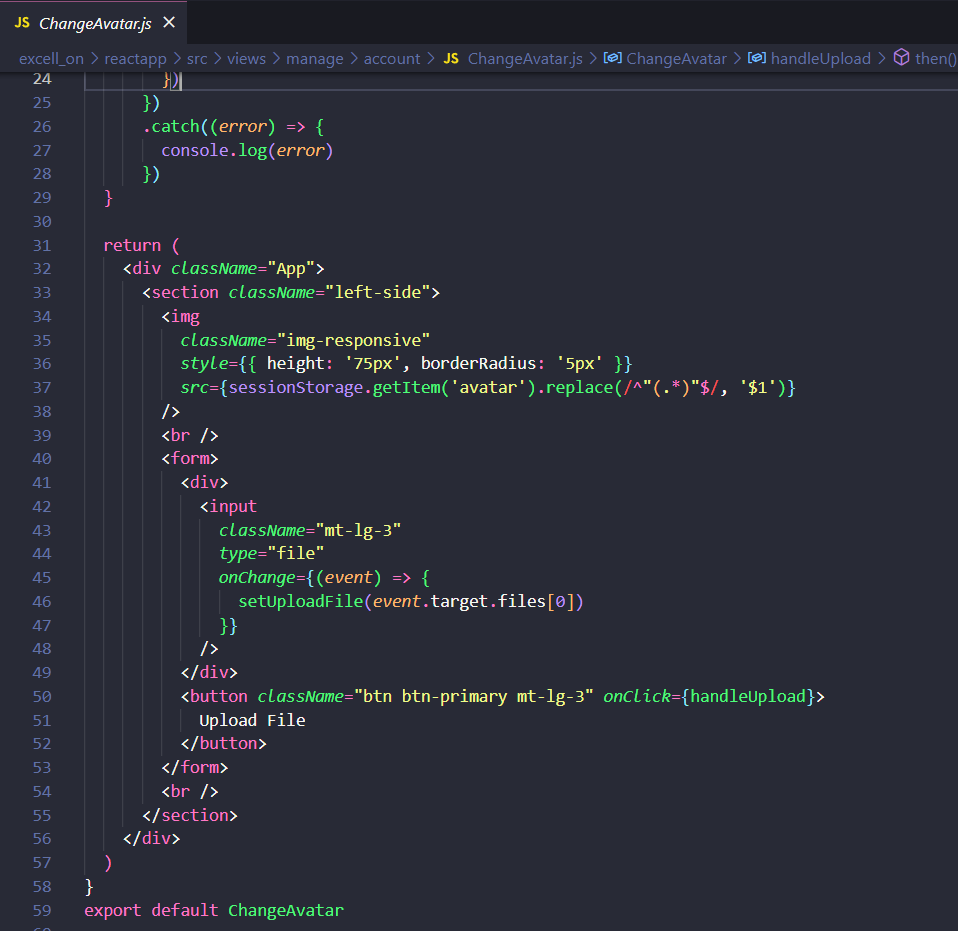 JS ChangeAvatar.js ×
excell_on > reactapp > src > views > manage > account > JS ChangeAvatar.js > ChangeAvatar > handleUpload > then()
24 })
25 })
26 .catch((error) => {
27 console.log(error)
28 })
29 }
30
31 return (
32 <div className="App">
33 <section className="left-side">
34 <img
35 className="img-responsive"
36 style={{ height: '75px', borderRadius: '5px' }}
37 src={sessionStorage.getItem('avatar').replace(/^"(.*)"$/, '$1')}
38 />
39 <br />
40 <form>
41 <div>
42 <input
43 className="mt-lg-3"
44 type="file"
45 onChange={(event) => {
46 setUploadFile(event.target.files[0])
47 }}
48 />
49 </div>
50 <button className="btn btn-primary mt-lg-3" onClick={handleUpload}>
51 Upload File
52 </button>
53 </form>
54 <br />
55 </section>
56 </div>
57 )
58 }
59 export default ChangeAvatar